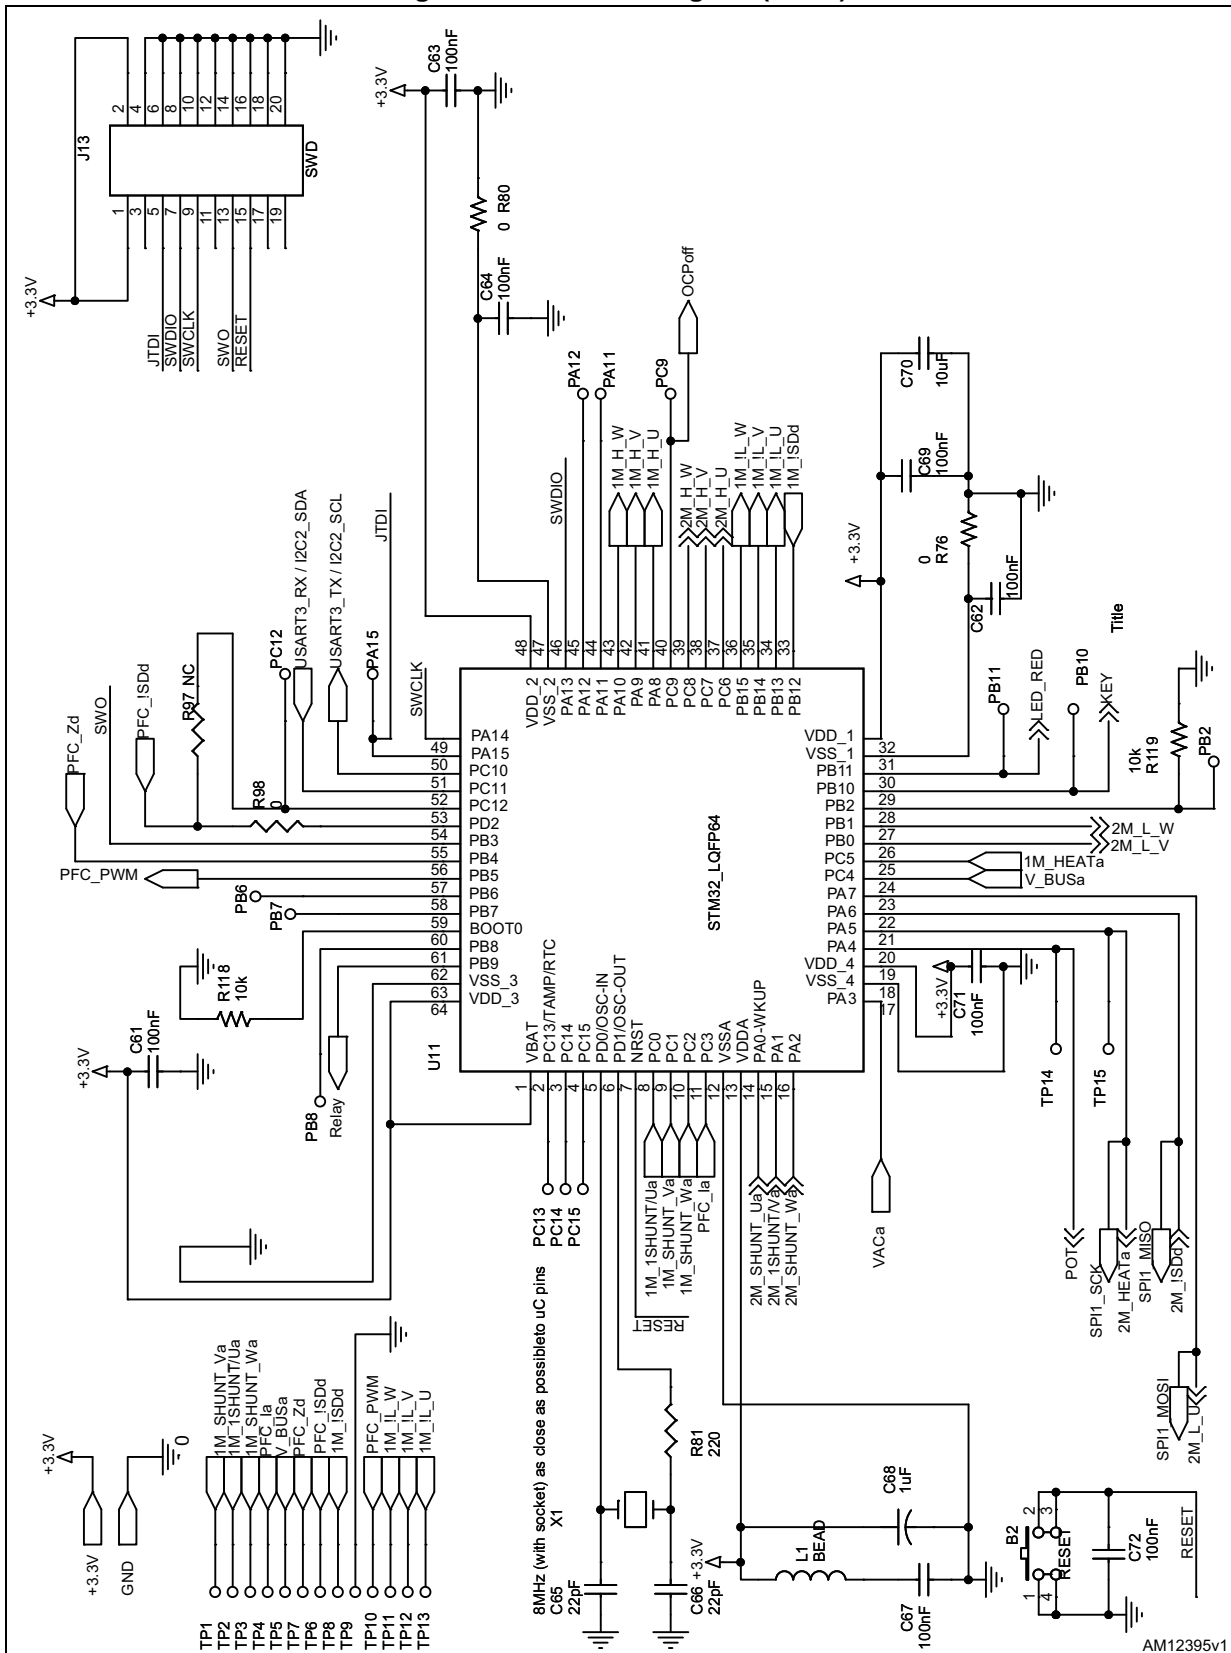 +3.3V
J13
2
4
6
8
10
12
14
16
18
20
SWD
1
3
5
7
9
11
13
15
17
19
+3.3V
JTDI
SWDIO
SWCLK
SWO
RESET
C63
100nF
R80
0
C64
100nF
OCPoff
PA12
PA11
PC9
SWDIO
1M_H_W
1M_H_V
1M_H_U
2M_H_W
2M_H_V
2M_H_U
1M_!L_W
1M_!L_V
1M_!L_U
1M_!SDd
C70
10uF
C69
100nF
+3.3V
R76
0
C62
100nF
Title
PFC_Zd
SWO
PFC_!SDd
R97 NC
R98
0
PC12
USART3_RX / I2C2_SDA
USART3_TX / I2C2_SCL
PA15
JTDI
SWCLK
48
47
46
45
44
43
42
41
40
39
38
37
36
35
34
33
VDD_2
VSS_2
PA13
PA12
PA11
PA10
PA9
PA8
PC9
PC8
PC7
PC6
PB15
PB14
PB13
PB12
49
50
51
52
53
54
55
56
57
58
59
60
61
62
63
64
PA14
PA15
PC10
PC11
PC12
PD2
PB3
PB4
PB5
PB6
PB7
BOOT0
PB8
PB9
VSS_3
VDD_3
STM32_LQFP64
U11
VDD_1
VSS_1
PB11
PB10
PB2
PB1
PB0
PC5
PC4
PA7
PA6
PA5
PA4
VDD_4
VSS_4
PA3
32
31
30
29
28
27
26
25
24
23
22
21
20
19
18
17
PB11
LED_RED
PB10
KEY
10k
R119
PB2
2M_L_W
2M_L_V
1M_HEATa
V_BUSa
PFC_PWM
PB6
PB7
R118
10k
C61
100nF
+3.3V
PB8
Relay
+3.3V
C71
100nF
TP14
TP15
VBAT
PC13/TAMP/RTC
PC14
PC15
PD0/OSC-IN
PD1/OSC-OUT
NRST
PC0
PC1
PC2
PC3
VSSA
VDDA
PA0-WKUP
PA1
PA2
1
2
3
4
5
6
7
8
9
10
11
12
13
14
15
16
PC13
PC14
PC15
1M_1SHUNT/Ua
1M_SHUNT_Va
1M_SHUNT_Wa
PFC_Ia
2M_SHUNT_Ua
2M_1SHUNT/Va
2M_SHUNT_Wa
VACa
POT
SPI1_SCK
2M_HEATa
SPI1_MISO
2M_!SDd
SPI1_MOSI
2M_L_U
RESET
8MHz (with socket) as close as possibleto uC pins
X1
R81
220
C65
22pF
C66
22pF
+3.3V
L1
BEAD
C68
1uF
C67
100nF
+3.3V
0
+3.3V
GND
1M_SHUNT_Va
1M_1SHUNT/Ua
1M_SHUNT_Wa
PFC_Ia
V_BUSa
PFC_Zd
PFC_!SDd
1M_!SDd
PFC_PWM
1M_!L_W
1M_!L_V
1M_!L_U
TP1
TP2
TP3
TP4
TP5
TP7
TP6
TP8
TP9
TP10
TP11
TP12
TP13
B2
2
3
RESET
1
4
C72
100nF
RESET
AM12395v1